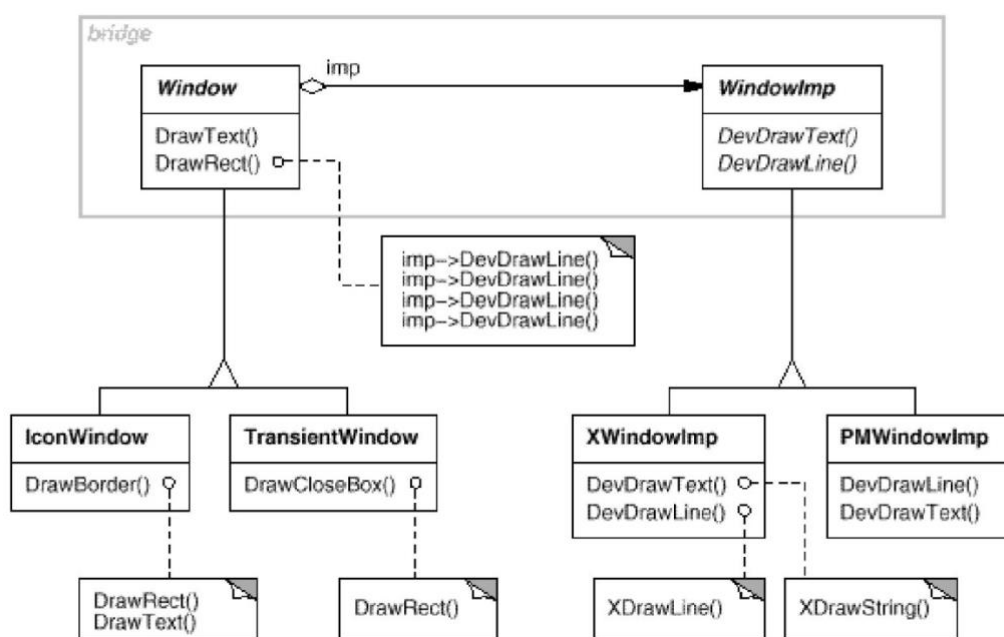 bridge
imp
Window
WindowImp
DrawText()
DrawRect()
DevDrawText()
DevDrawLine()
imp->DevDrawLine()
imp->DevDrawLine()
imp->DevDrawLine()
imp->DevDrawLine()
IconWindow
DrawBorder()
TransientWindow
DrawCloseBox()
XWindowImp
DevDrawText()
DevDrawLine()
PMWindowImp
DevDrawLine()
DevDrawText()
DrawRect()
DrawText()
DrawRect()
XDrawLine()
XDrawString()